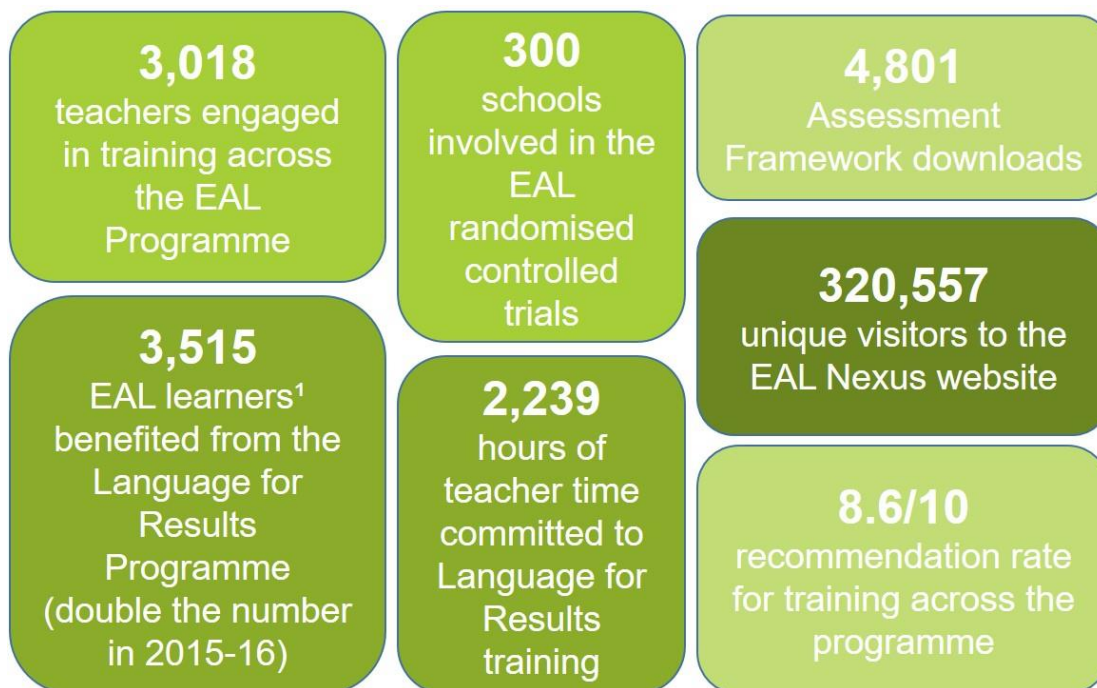 3,018
teachers engaged
in training across
the EAL
Programme
3,515
EAL learners¹
benefited from the
Language for
Results
Programme
(double the number
in 2015-16)
300
schools
involved in the
EAL
randomised
controlled
trials
2,239
hours of
teacher time
committed to
Language for
Results
training
4,801
Assessment
Framework downloads
320,557
unique visitors to the
EAL Nexus website
8.6/10
recommendation rate
for training across the
programme